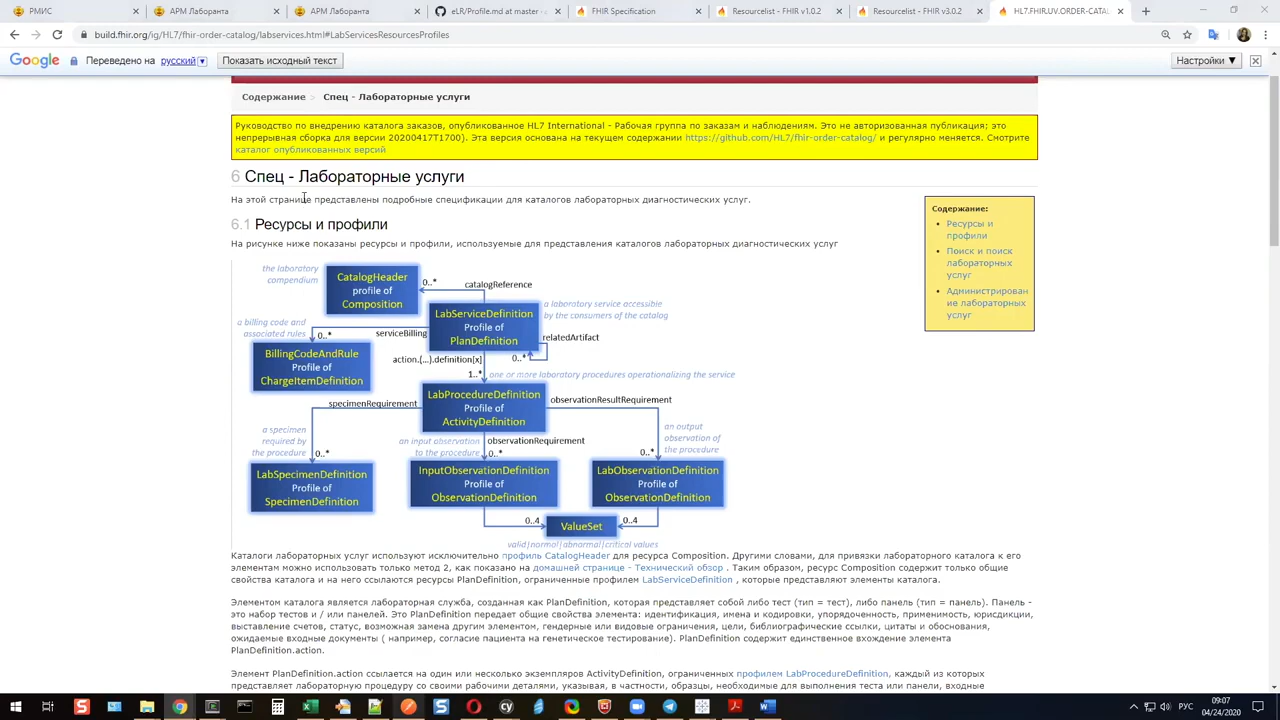 РМИС
АРМ Лаборанта
АРМ Лаборанта
eLR/Profile.md at master
FHIR Specification
Resourcelist - FHIR v1.0.2
Resourcelist - FHIR v3.0.2
HL7.FHIR.UV.ORDER-CATAL
build.fhir.org/ig/HL7/fhir-order-catalog/labservices.html#LabServicesResourcesProfiles
Google Переведено на русский Показать исходный текст Настройки ▼
Содержание > Спец - Лабораторные услуги
Руководство по внедрению каталога заказов, опубликованное HL7 International - Рабочая группа по заказам и наблюдениям. Это не авторизованная публикация; это
непрерывная сборка для версии 20200417T1700}. Эта версия основана на текущем содержании https://github.com/HL7/fhir-order-catalog/ и регулярно меняется. Смотрите
каталог опубликованных версий
6 Спец - Лабораторные услуги
На этой странице представлены подробные спецификации для каталогов лабораторных диагностических услуг.
Содержание:
Ресурсы и
профили
Поиск и поиск
лабораторных
услуг
Администрирован
ие лабораторных
услуг
6.1 Ресурсы и профили
На рисунке ниже показаны ресурсы и профили, используемые для представления каталогов лабораторных диагностических услуг
the laboratory
compendium
CatalogHeader
profile of
Composition
0..*
catalogReference
LabServiceDefinition
Profile of
PlanDefinition
a laboratory service accessible
by the consumers of the catalog
a billing code and
associated rules
0..*
serviceBilling
relatedArtifact
0..*
BillingCodeAndRule
Profile of
ChargeItemDefinition
action.(...).definition[x]
1..*
one or more laboratory procedures operationalizing the service
LabProcedureDefinition
Profile of
ActivityDefinition
specimenRequirement
observationResultRequirement
a specimen
required by
the procedure
0..*
an input observation
to the procedure
observationRequirement
0..*
an output
observation of
the procedure
0..*
LabSpecimenDefinition
Profile of
SpecimenDefinition
InputObservationDefinition
Profile of
ObservationDefinition
LabObservationDefinition
Profile of
ObservationDefinition
0..4
ValueSet
0..4
valid|normal|abnormal|critical values
Каталоги лабораторных услуг используют исключительно профиль CatalogHeader для ресурса Composition. Другими словами, для привязки лабораторного каталога к его
элементам можно использовать только метод 2, как показано на домашней странице - Технический обзор . Таким образом, ресурс Composition содержит только общие
свойства каталога и на него ссылаются ресурсы PlanDefinition, ограниченные профилем LabServiceDefinition , которые представляют элементы каталога.
Элементом каталога является лабораторная служба, созданная как PlanDefinition, которая представляет собой либо тест (тип = тест), либо панель (тип = панель). Панель -
это набор тестов и / или панелей. Это PlanDefinition передает общие свойства элемента: идентификация, имена и кодировки, упорядоченность, применимость, юрисдикции,
выставление счетов, статус, возможная замена другим элементом, гендерные или видовые ограничения, цели, библиографические ссылки, цитаты и обоснования,
ожидаемые входные документы ( например, согласие пациента на генетическое тестирование). PlanDefinition содержит единственное вхождение элемента
PlanDefinition.action.
Элемент PlanDefinition.action ссылается на один или несколько экземпляров ActivityDefinition, ограниченных профилем LabProcedureDefinition, каждый из которых
представляет лабораторную процедуру со своими рабочими деталями, указывая, в частности, образцы, необходимые для выполнения теста или панели, входные
РУС
09:07
04/24/2020